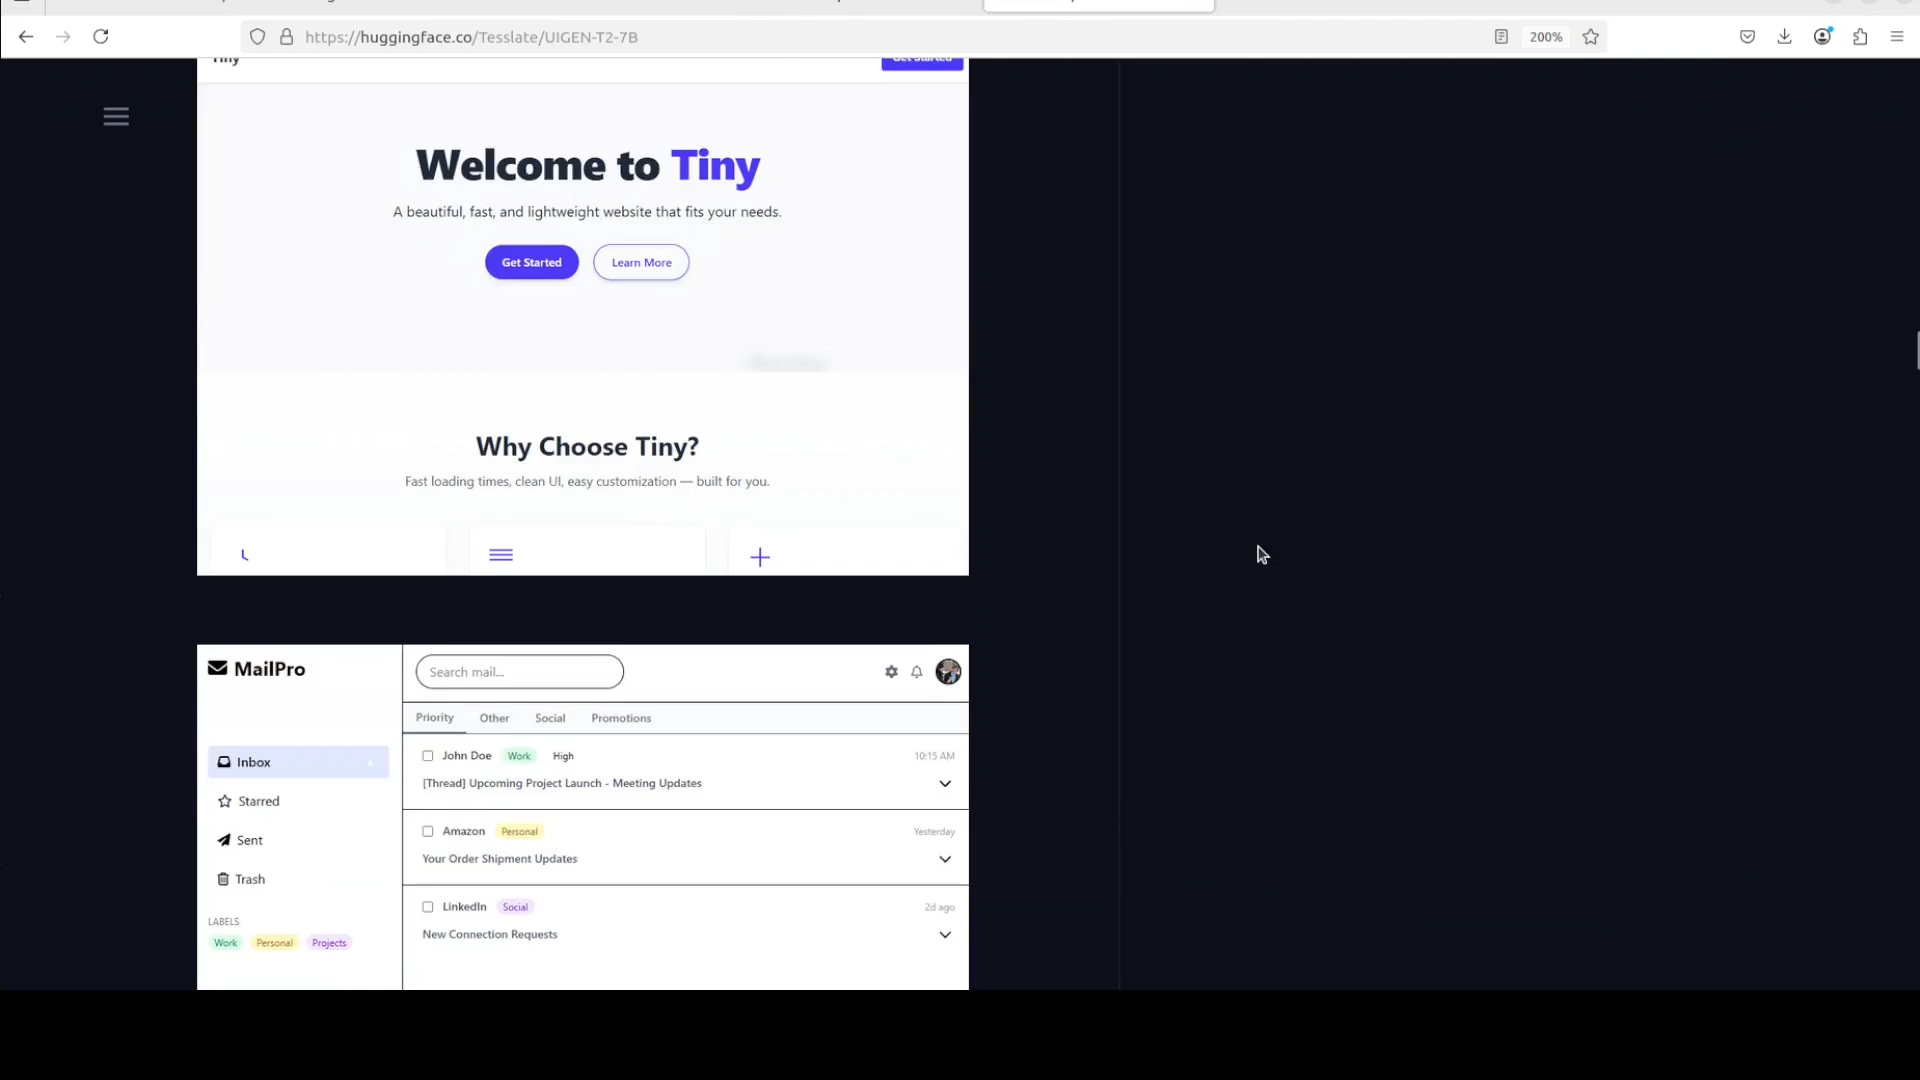 https://huggingface.co/Tesslate/UIGEN-T2-7B
200%
Tiny
Get Started
Welcome to Tiny
A beautiful, fast, and lightweight website that fits your needs.
Get Started
Learn More
Why Choose Tiny?
Fast loading times, clean UI, easy customization — built for you.
MailPro
Search mail...
Priority
Other
Social
Promotions
Inbox
John Doe
Work
High
10:15 AM
[Thread] Upcoming Project Launch - Meeting Updates
Starred
Amazon
Personal
Yesterday
Sent
Your Order Shipment Updates
Trash
LinkedIn
Social
2d ago
LABELS
New Connection Requests
Work
Personal
Projects